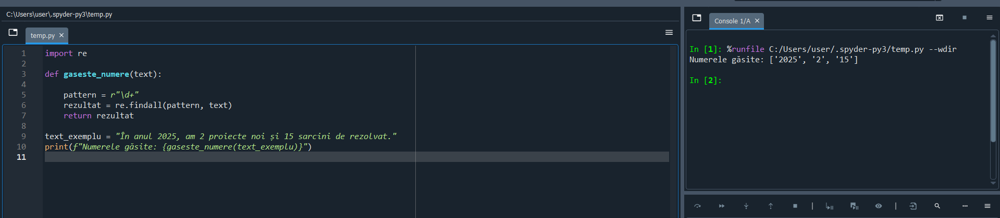 C:\Users\user\.spyder-py3\temp.py
temp.py
1 import re
2
3 def gaseste_numere(text):
4
5     pattern = r"\d+"
6     rezultat = re.findall(pattern, text)
7     return rezultat
8
9 text_exemplu = "În anul 2025, am 2 proiecte noi și 15 sarcini de rezolvat."
10 print(f"Numerele găsite: {gaseste_numere(text_exemplu)}")
11
Console 1/A
In [1]: %runfile C:/Users/user/.spyder-py3/temp.py --wdir
Numerele găsite: ['2025', '2', '15']
In [2]: